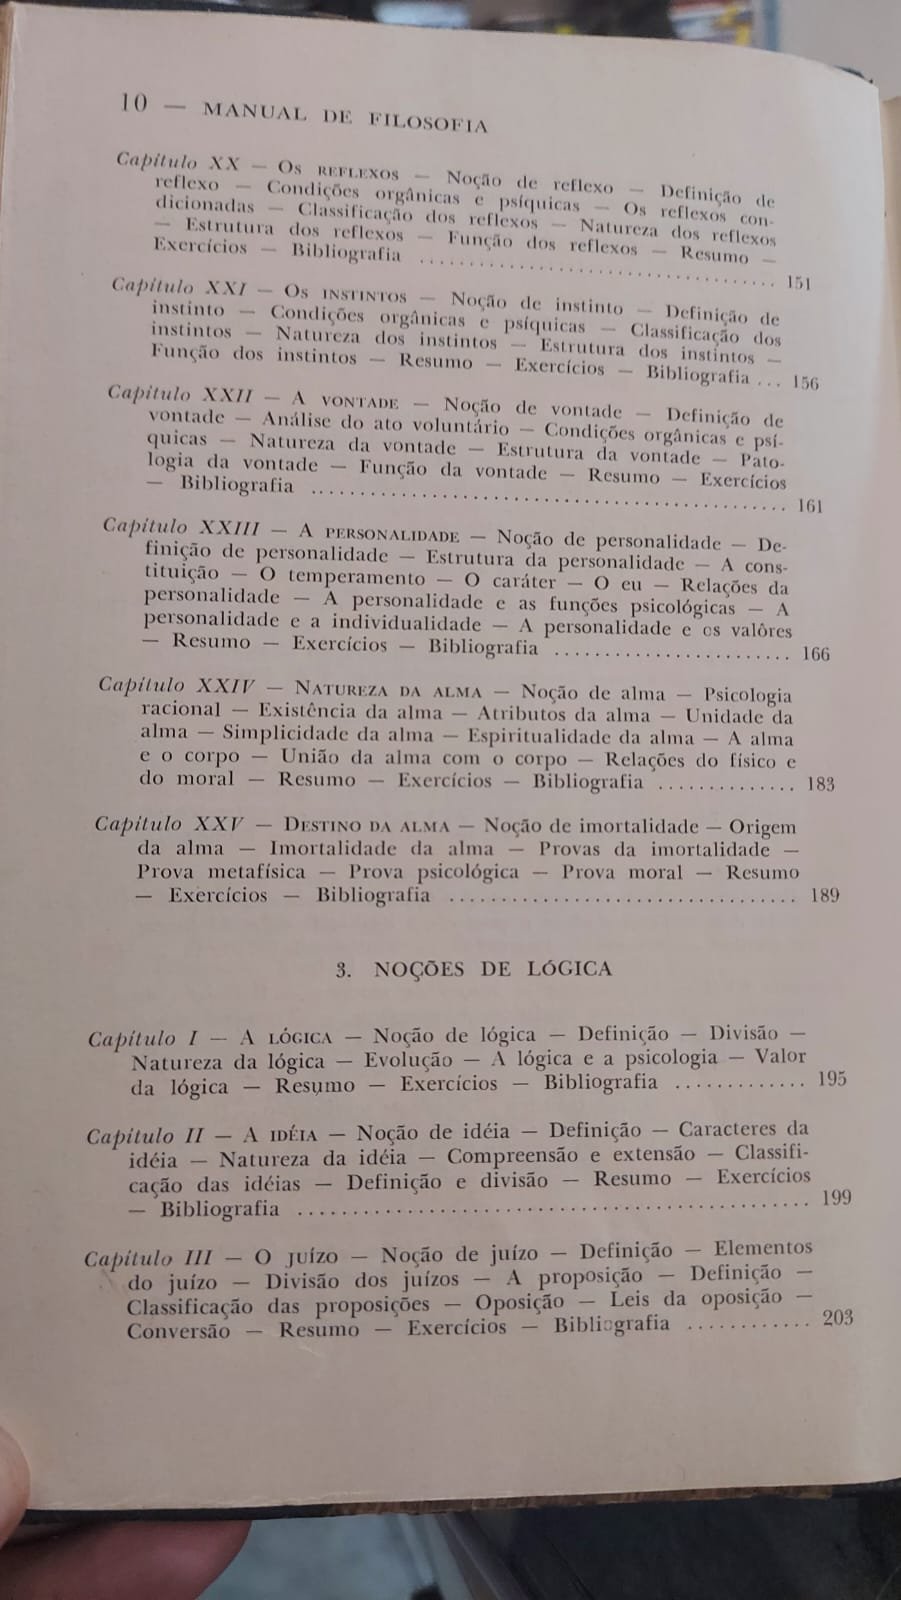 10 — MANUAL DE FILOSOFIA
Capítulo XX — Os reflexos — Noção de reflexo — Definição de
reflexo — Condições orgânicas e psíquicas — Os reflexos con-
dicionados — Classificação dos reflexos — Natureza dos reflexos
— Estrutura dos reflexos — Função dos reflexos — Resumo —
Exercícios — Bibliografia .................................... 151
Capítulo XXI — Os instintos — Noção de instinto — Definição de
instinto — Condições orgânicas e psíquicas — Classificação dos
instintos — Natureza dos instintos — Estrutura dos instintos —
Função dos instintos — Resumo — Exercícios — Bibliografia ... 156
Capítulo XXII — A vontade — Noção de vontade — Definição de
vontade — Análise do ato voluntário — Condições orgânicas e psí-
quicas — Natureza da vontade — Estrutura da vontade — Pato-
logia da vontade — Função da vontade — Resumo — Exercícios
— Bibliografia ................................................ 161
Capítulo XXIII — A personalidade — Noção de personalidade — De-
finição de personalidade — Estrutura da personalidade — A cons-
tituição — O temperamento — O caráter — O eu — Relações da
personalidade — A personalidade e as funções psicológicas — A
personalidade e a individualidade — A personalidade e os valôres
— Resumo — Exercícios — Bibliografia ........................ 166
Capítulo XXIV — Natureza da alma — Noção de alma — Psicologia
racional — Existência da alma — Atributos da alma — Unidade da
alma — Simplicidade da alma — Espiritualidade da alma — A alma
e o corpo — União da alma com o corpo — Relações do físico e
do moral — Resumo — Exercícios — Bibliografia .............. 183
Capítulo XXV — Destino da alma — Noção de imortalidade — Origem
da alma — Imortalidade da alma — Provas da imortalidade —
Prova metafísica — Prova psicológica — Prova moral — Resumo
— Exercícios — Bibliografia .................................. 189
3. NOÇÕES DE LÓGICA
Capítulo I — A lógica — Noção de lógica — Definição — Divisão —
Natureza da lógica — Evolução — A lógica e a psicologia — Valor
da lógica — Resumo — Exercícios — Bibliografia ............. 195
Capítulo II — A idéia — Noção de idéia — Definição — Caracteres da
idéia — Natureza da idéia — Compreensão e extensão — Classifi-
cação das idéias — Definição e divisão — Resumo — Exercícios
— Bibliografia ............................................... 199
Capítulo III — O juízo — Noção de juízo — Definição — Elementos
do juízo — Divisão dos juízos — A proposição — Definição —
Classificação das proposições — Oposição — Leis da oposição —
Conversão — Resumo — Exercícios — Bibliografia ............ 203